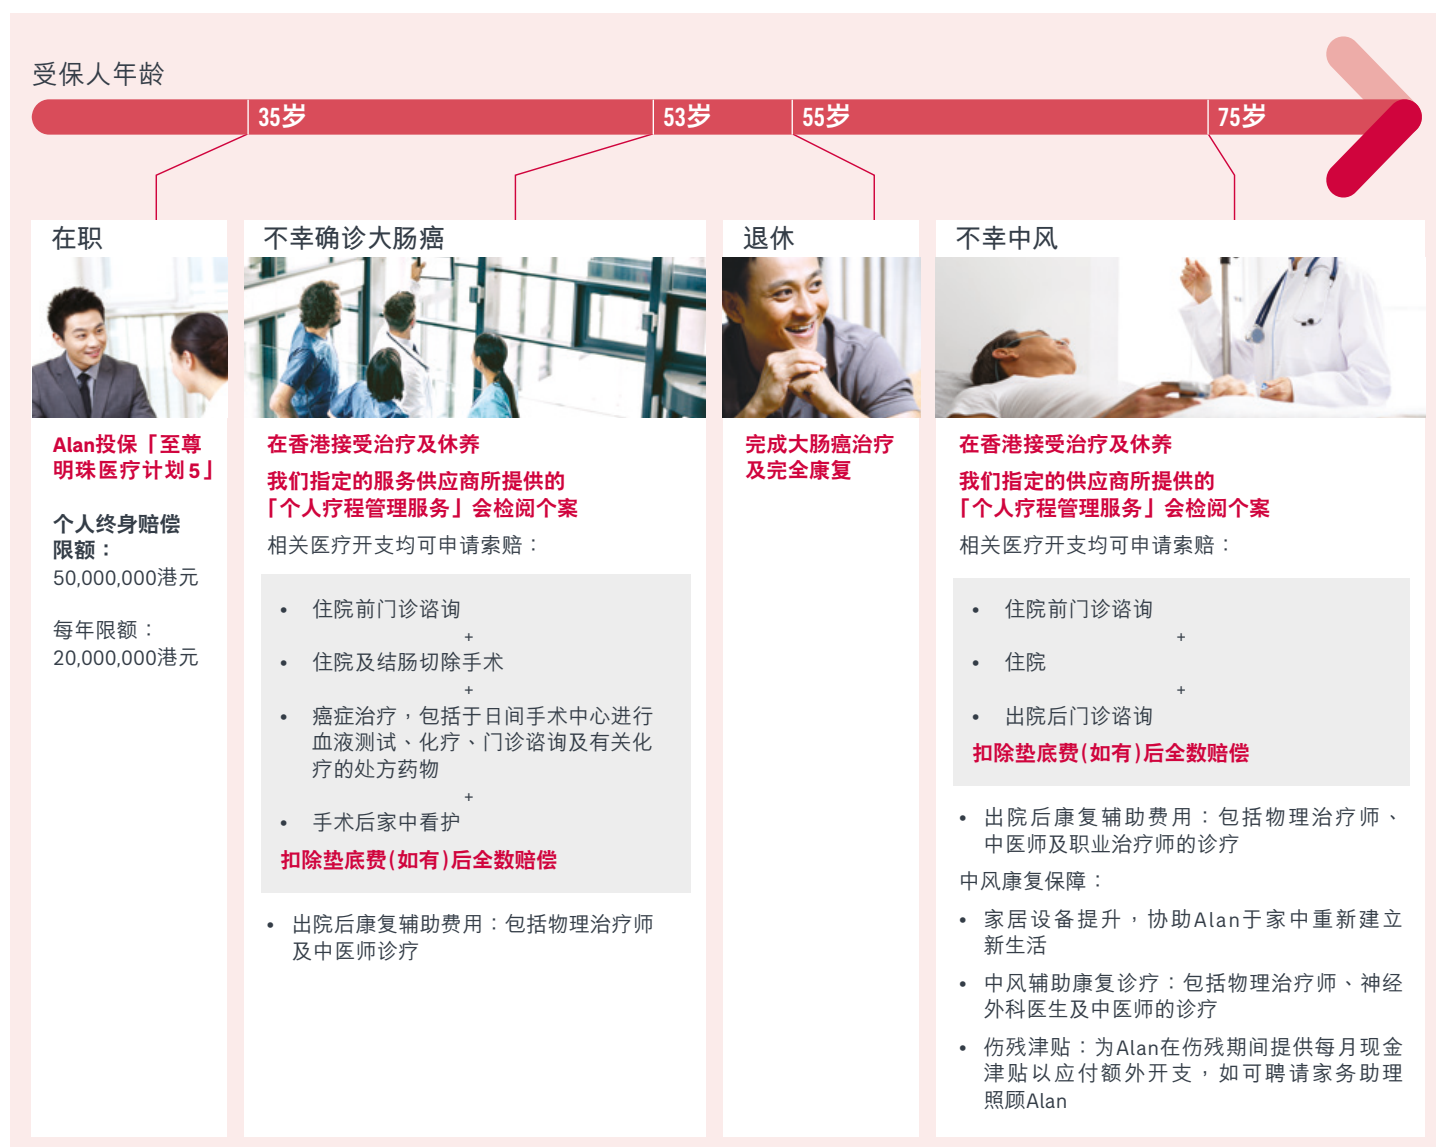 受保人年龄
35岁
53岁
55岁
75岁
在职
Alan投保「至尊
明珠医疗计划5」
个人终身赔偿
限额：
50,000,000港元
每年限额：
20,000,000港元
不幸确诊大肠癌
在香港接受治疗及休养
我们指定的服务供应商所提供的
「个人疗程管理服务」会检阅个案
相关医疗开支均可申请索赔：
• 住院前门诊谘询
+
• 住院及结肠切除手术
+
• 癌症治疗，包括于日间手术中心进行
血液测试、化疗、门诊谘询及有关化
疗的处方药物
+
• 手术后家中看护
扣除垫底费(如有)后全数赔偿
• 出院后康复辅助费用：包括物理治疗师
及中医师诊疗
退休
完成大肠癌治疗
及完全康复
不幸中风
在香港接受治疗及休养
我们指定的供应商所提供的
「个人疗程管理服务」会检阅个案
相关医疗开支均可申请索赔：
• 住院前门诊谘询
+
• 住院
+
• 出院后门诊谘询
扣除垫底费(如有)后全数赔偿
• 出院后康复辅助费用：包括物理治疗师、
中医师及职业治疗师的诊疗
中风康复保障：
• 家居设备提升，协助Alan于家中重新建立
新生活
• 中风辅助康复诊疗：包括物理治疗师、神经
外科医生及中医师的诊疗
• 伤残津贴：为Alan在伤残期间提供每月现金
津贴以应付额外开支，如可聘请家务助理
照顾Alan